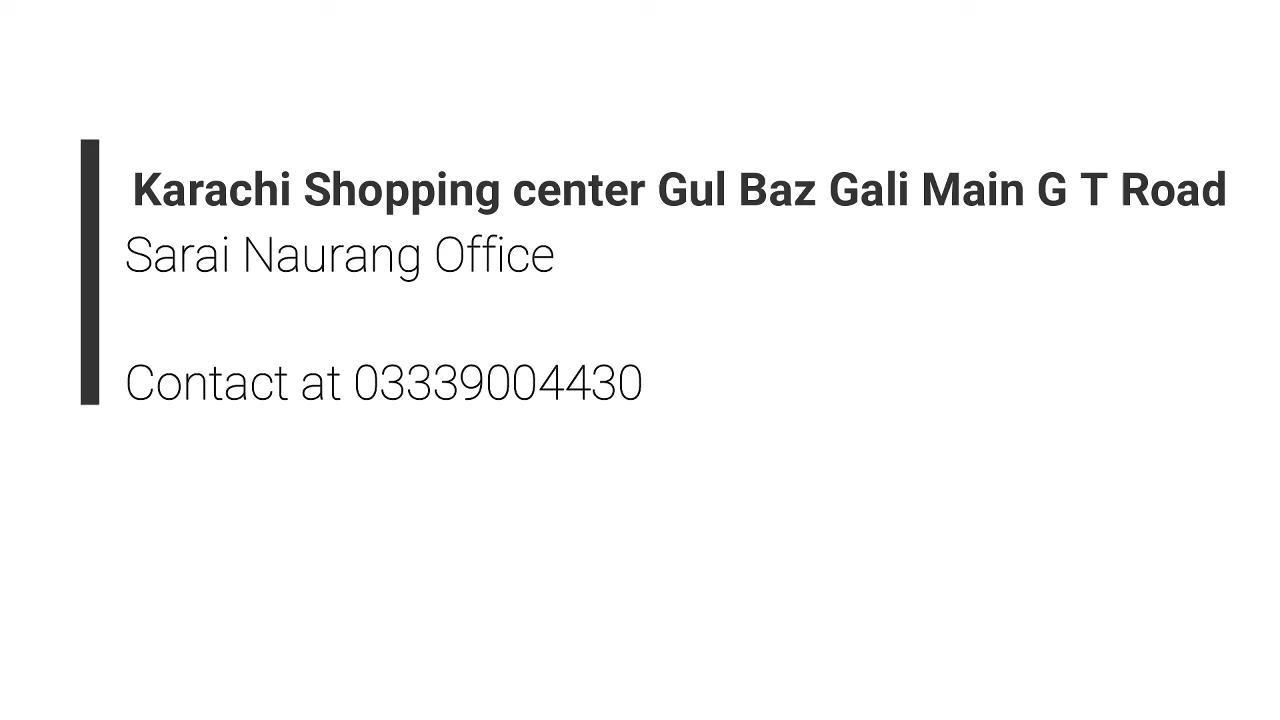 Karachi Shopping center Gul Baz Gali Main G T Road
Sarai Naurang Office
Contact at 03339004430